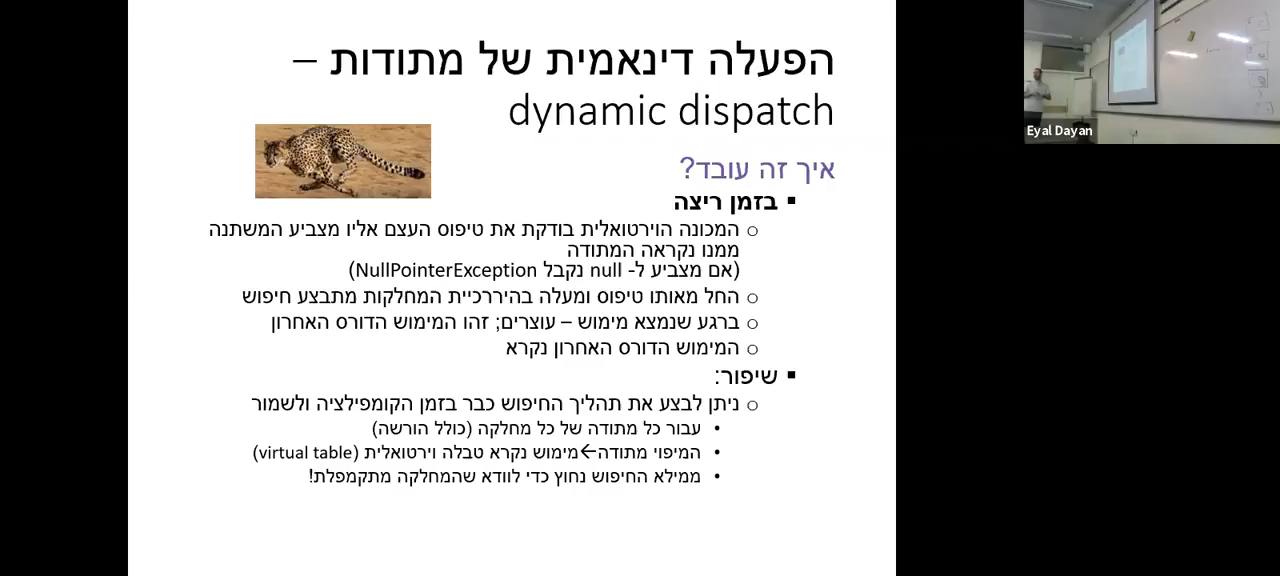 הפעלה דינאמית של מתודות –
dynamic dispatch
איך זה עובד?
▪ בזמן ריצה
○ המכונה הוירטואלית בודקת את טיפוס העצם אליו מצביע המשתנה
ממנו נקראה המתודה
(אם מצביע ל- null נקבל NullPointerException)
○ החל מאותו טיפוס ומעלה בהיררכיית המחלקות מתבצע חיפוש
○ ברגע שנמצא מימוש – עוצרים; זהו המימוש הדורס האחרון
○ המימוש הדורס האחרון נקרא
▪ שיפור:
○ ניתן לבצע את תהליך החיפוש כבר בזמן הקומפילציה ולשמור
• עבור כל מתודה של כל מחלקה (כולל הורשה)
• המיפוי מתודה←מימוש נקרא טבלה וירטואלית (virtual table)
• ממילא החיפוש נחוץ כדי לוודא שהמחלקה מתקמפלת!
Eyal Dayan